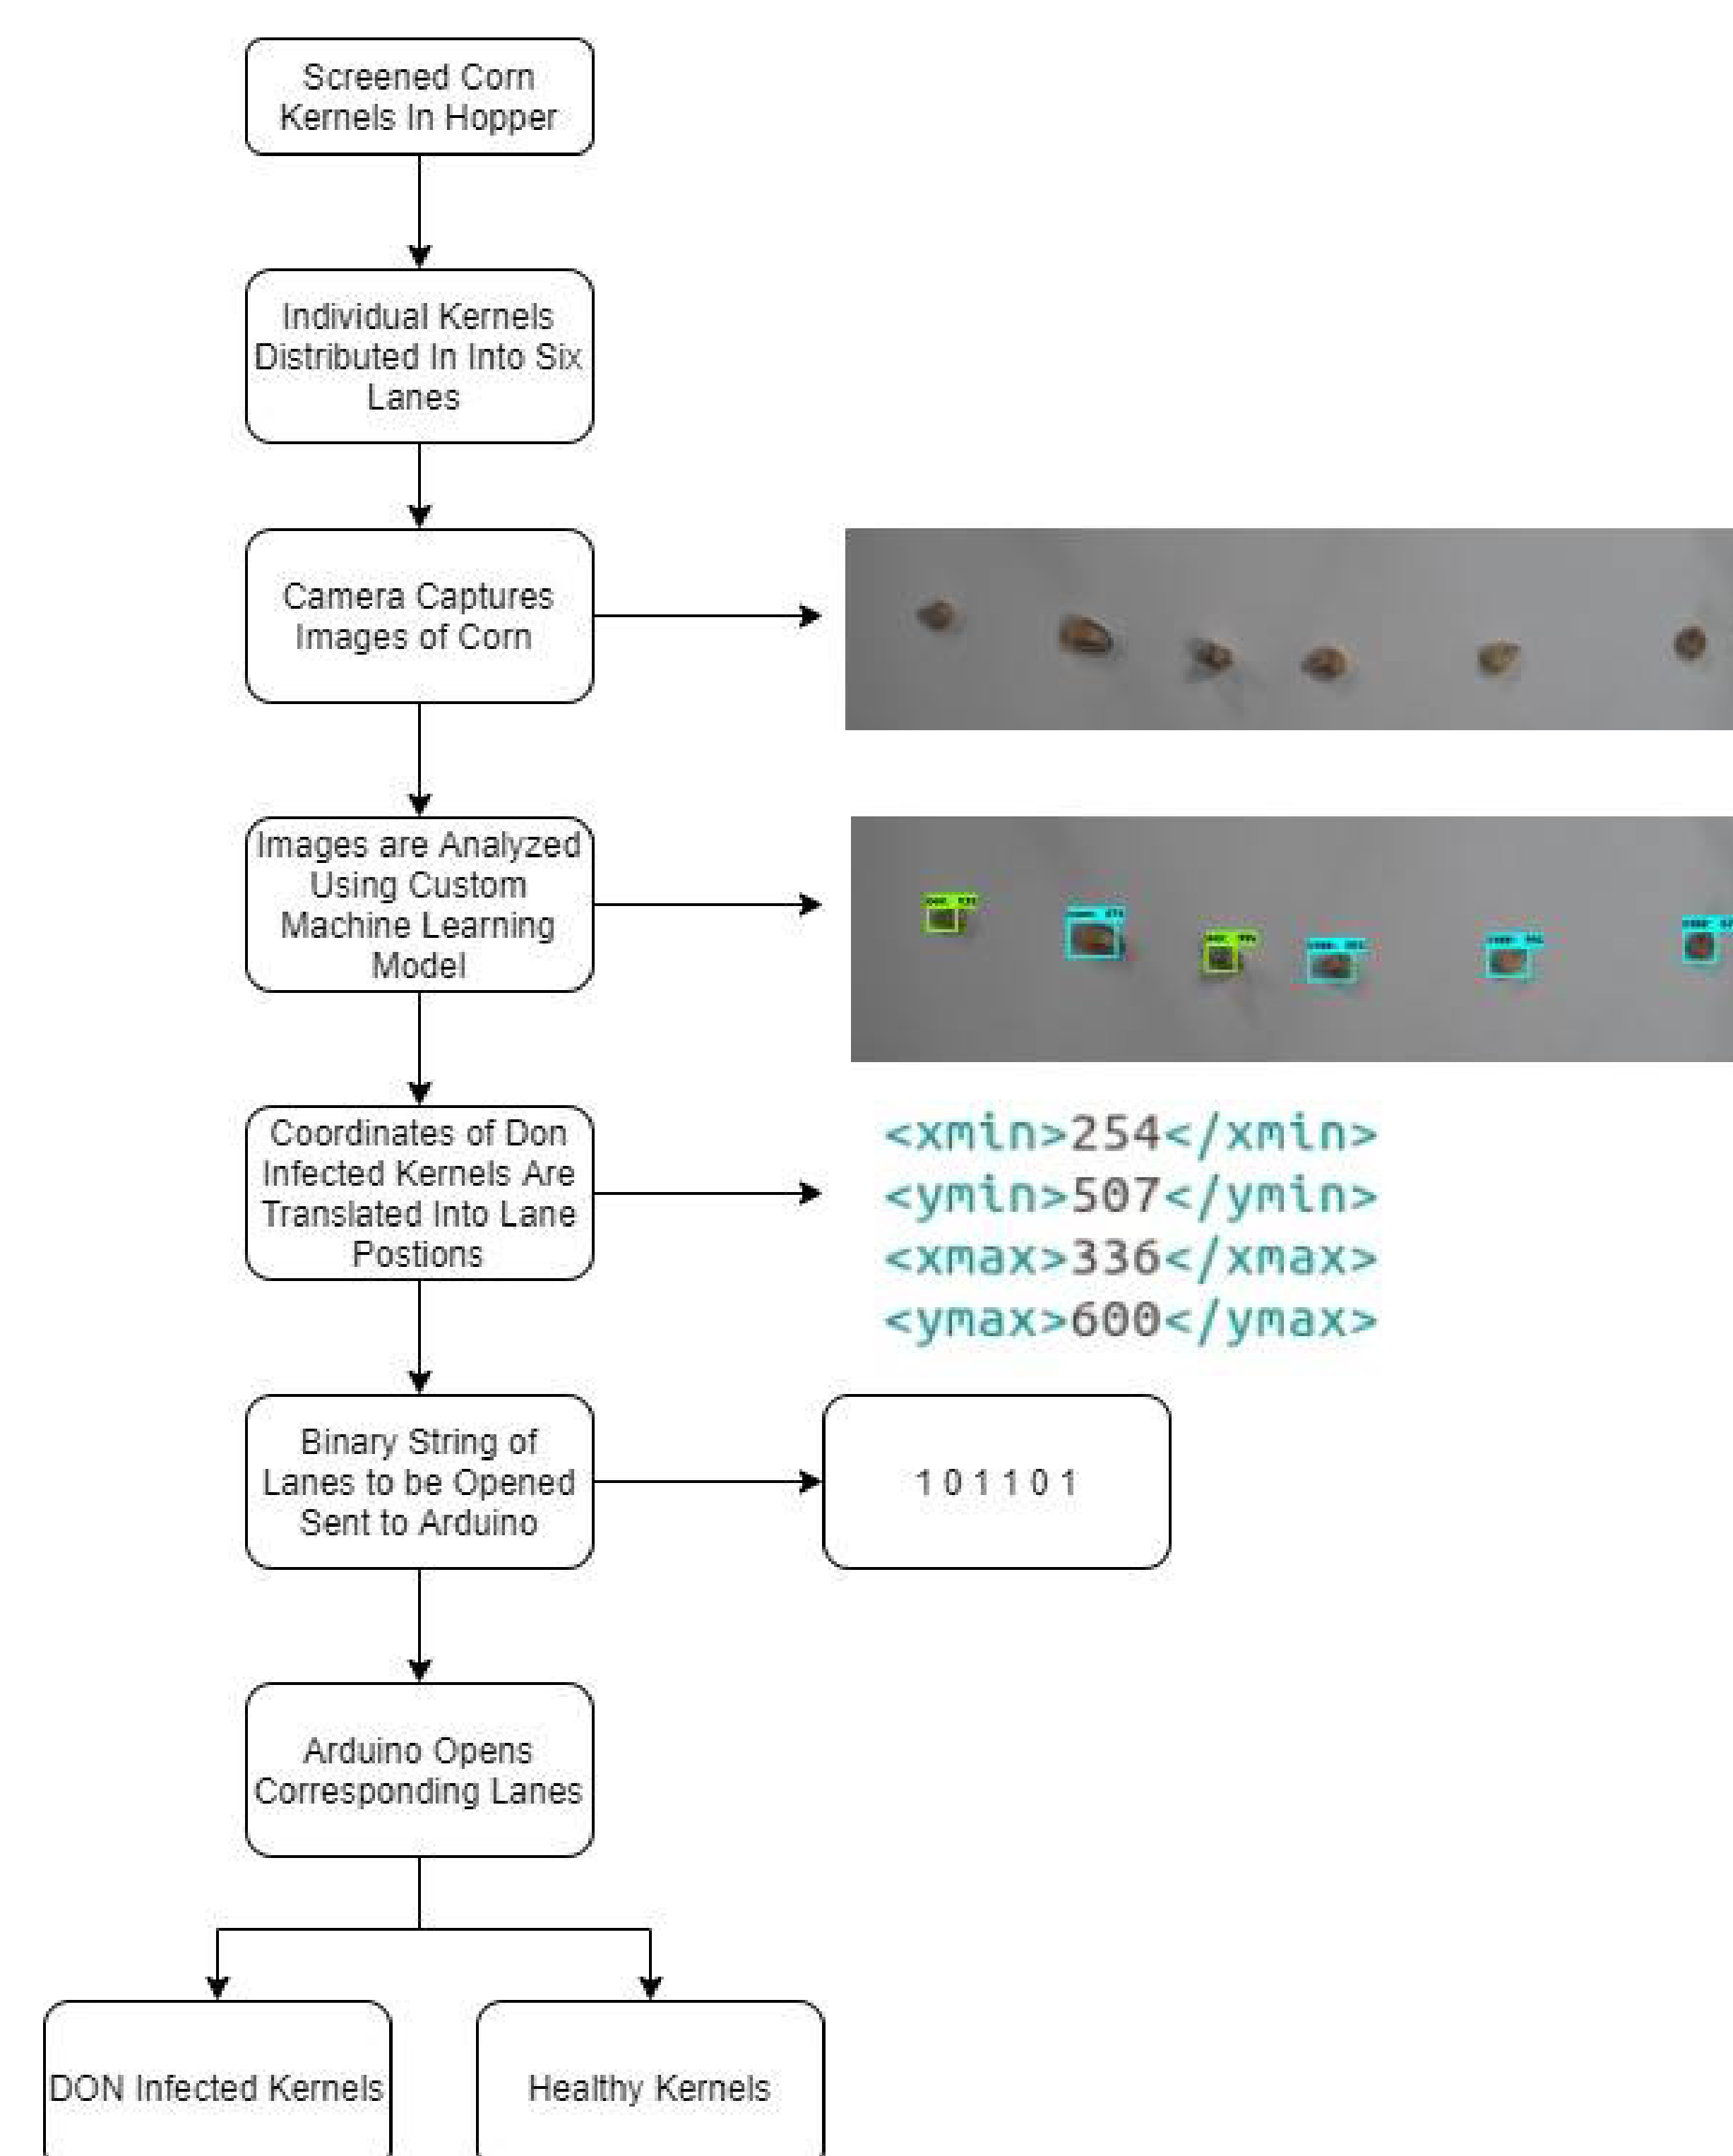 Screened Corn
Kernels In Hopper
Individual Kernels
Distributed In Into Six
Lanes
Camera Captures
Images of Corn
Images are Analyzed
Using Custom
Machine Learning
Model
Coordinates of Don
Infected Kernels Are
Translated Into Lane
Postions
<xmin>254</xmin>
<ymin>507</ymin>
<xmax>336</xmax>
<ymax>600</ymax>
Binary String of
Lanes to be Opened
Sent to Arduino
1 0 1 1 0 1
Arduino Opens
Corresponding Lanes
DON Infected Kernels
Healthy Kernels